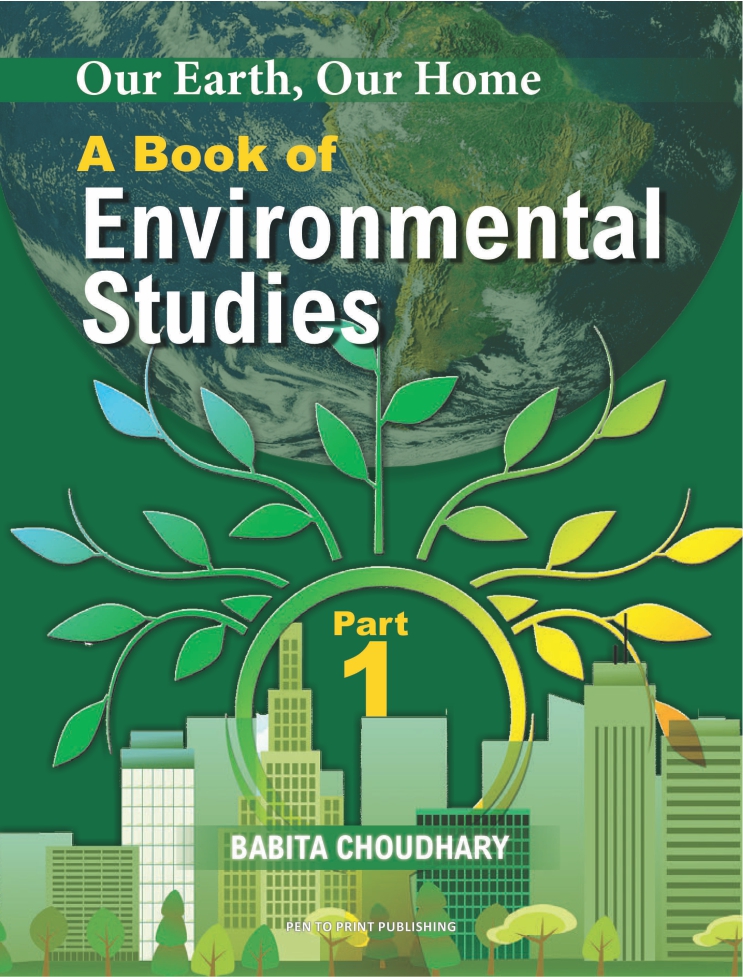 Our Earth, Our Home
A Book of
Environmental
Studies
Part
1
BABITA CHOUDHARY
PEN TO PRINT PUBLISHING